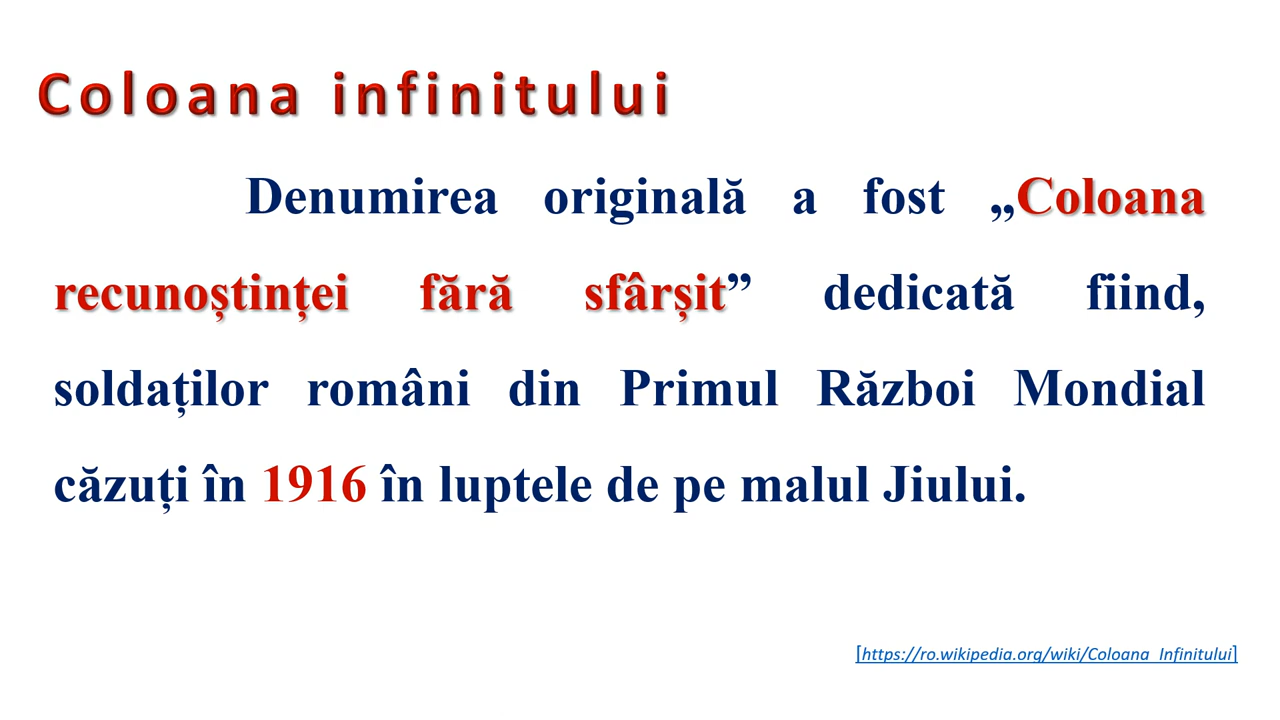 Coloana infinitului
Denumirea originală a fost „Coloana
recunoștinței fără sfârșit” dedicată fiind,
soldaților români din Primul Război Mondial
căzuți în 1916 în luptele de pe malul Jiului.
[https://ro.wikipedia.org/wiki/Coloana_Infinitului]